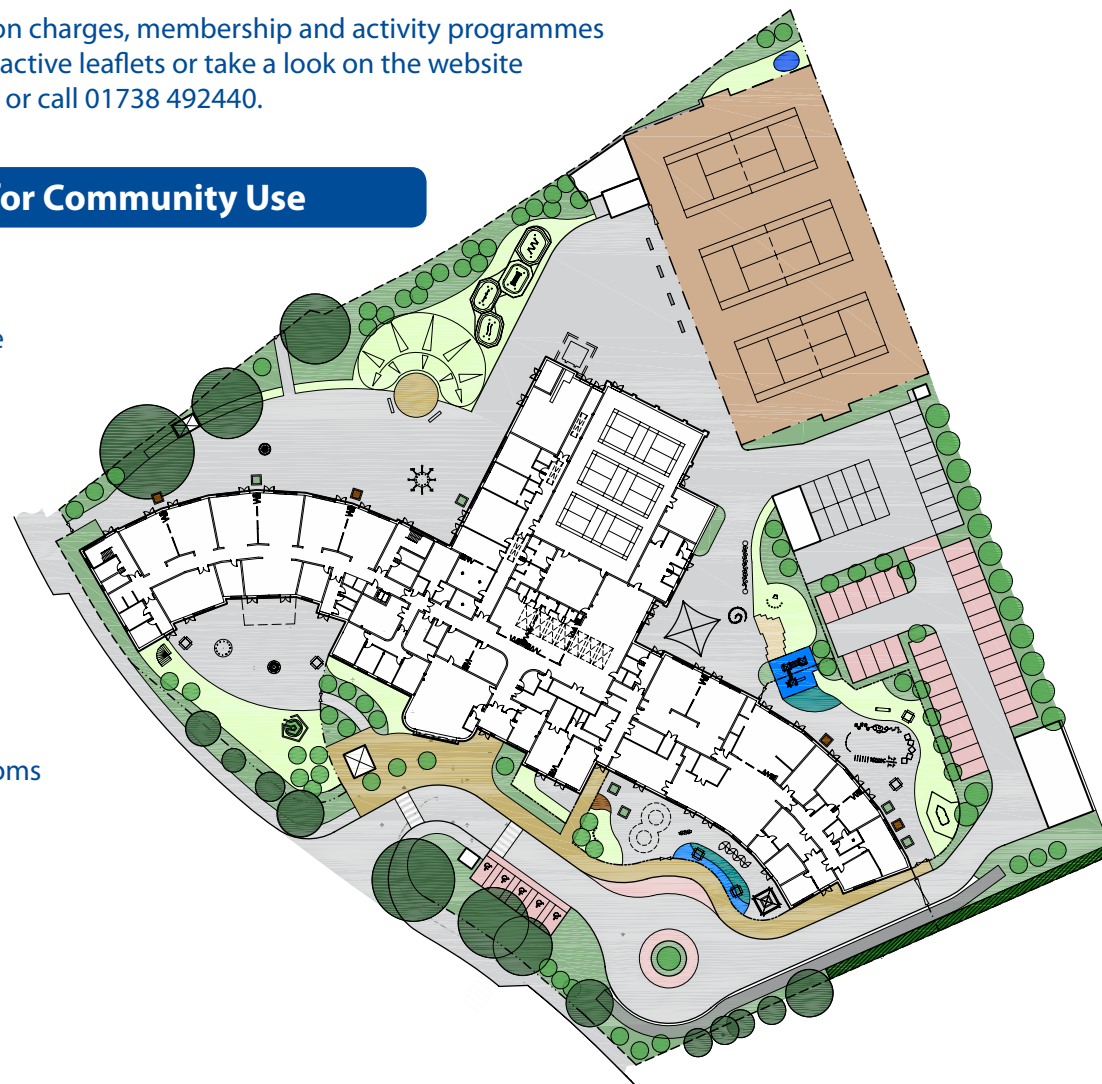 on charges, membership and activity programmes
active leaflets or take a look on the website
or call 01738 492440.
for Community Use
e
oms